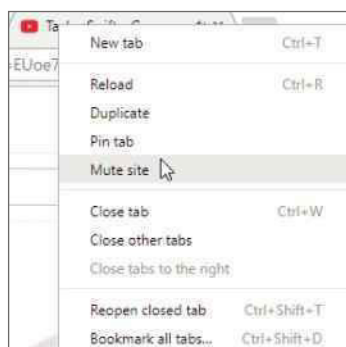 New tab Ctrl+T
=EUoe7
Reload Ctrl+R
Duplicate
Pin tab
Mute site
Close tab Ctrl+W
Close other tabs
Close tabs to the right
Reopen closed tab Ctrl+Shift+T
Bookmark all tabs... Ctrl+Shift+D